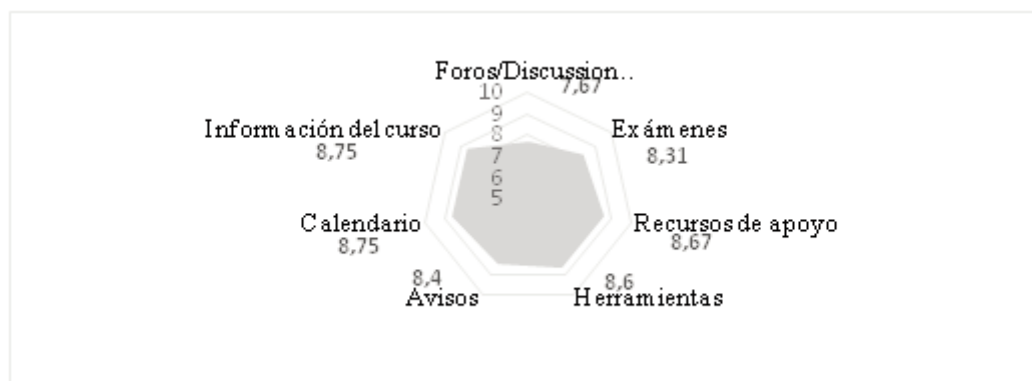 Foros/Discussion..
7,67
10
9
8
7
6
5
Información del curso
8,75
Exámenes
8,31
Calendario
8,75
Recursos de apoyo
8,67
8,4
Avisos
8,6
Herramientas